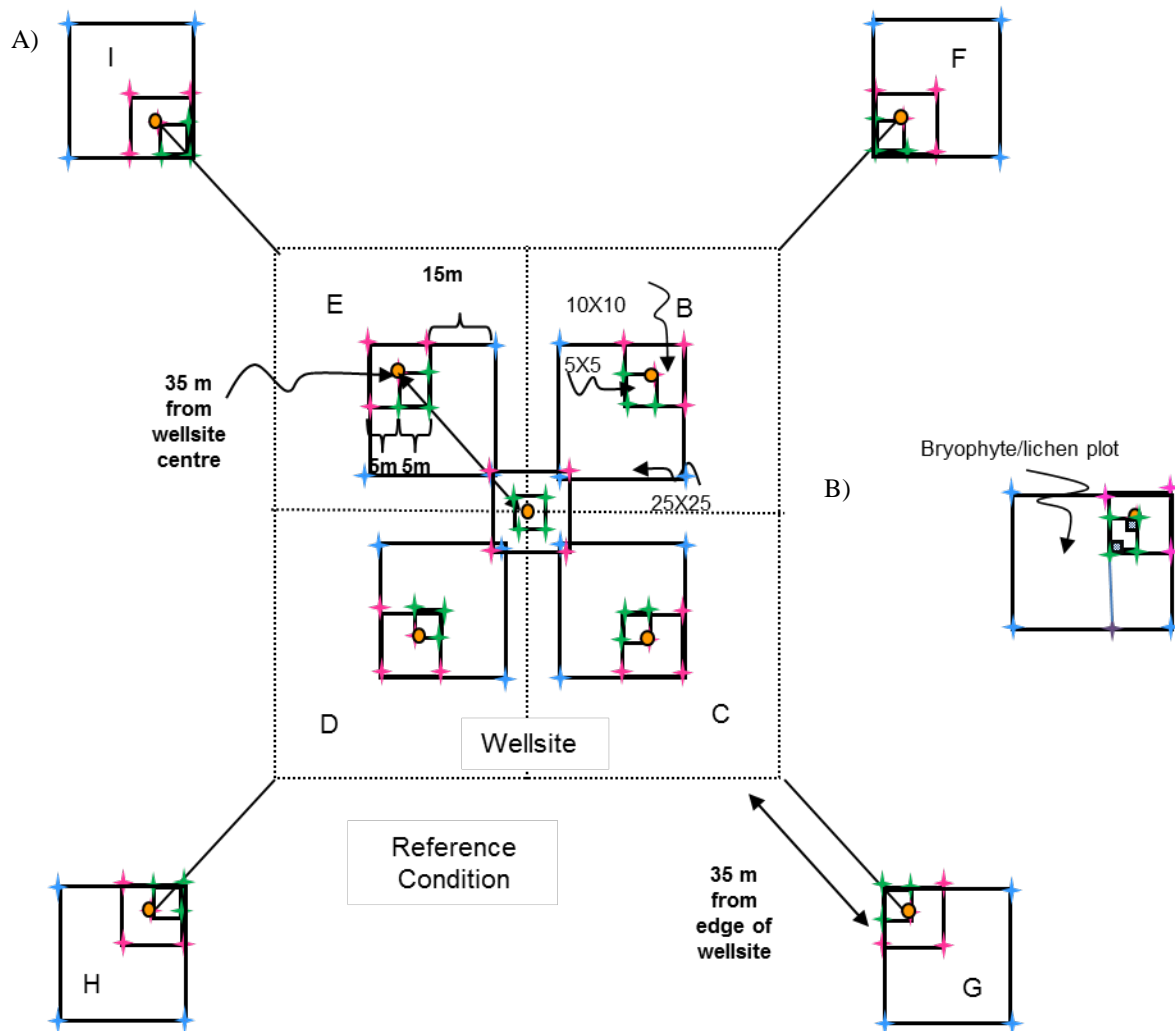 A)
I
F
15m
E
10X10
B
5X5
35 m
from
wellsite
centre
5m 5m
25X25
Bryophyte/lichen plot
B)
D
C
Wellsite
Reference
Condition
35 m
from
edge of
wellsite
H
G